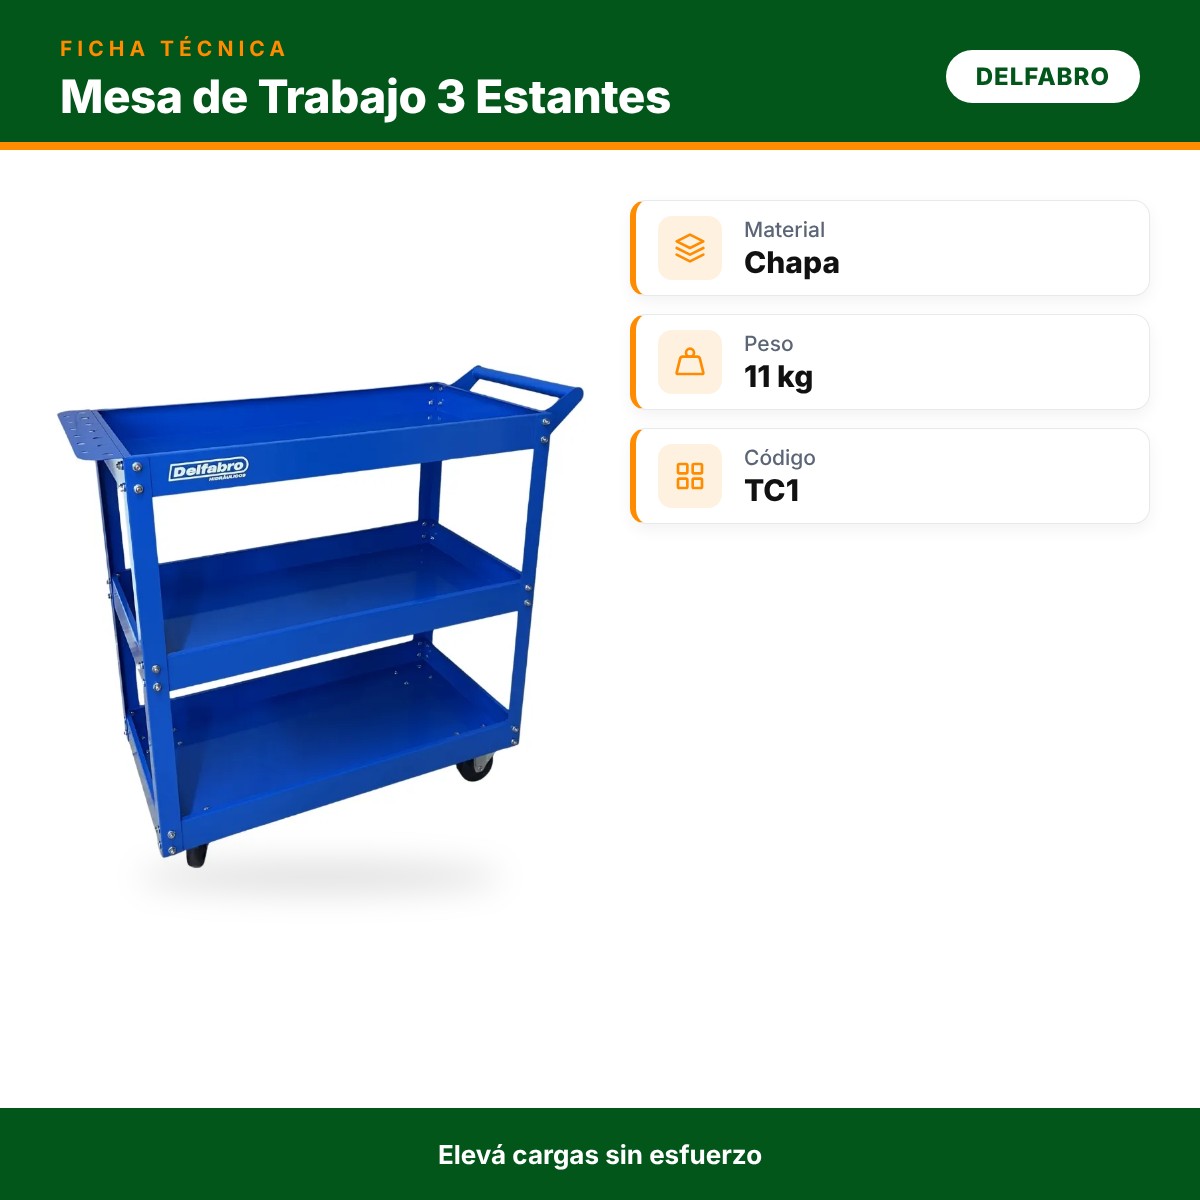 FICHA TÉCNICA
Mesa de Trabajo 3 Estantes
DELFABRO
Material
Chapa
Peso
11 kg
Código
TC1
Delfabro
HIDRÁULICOS
Elevá cargas sin esfuerzo